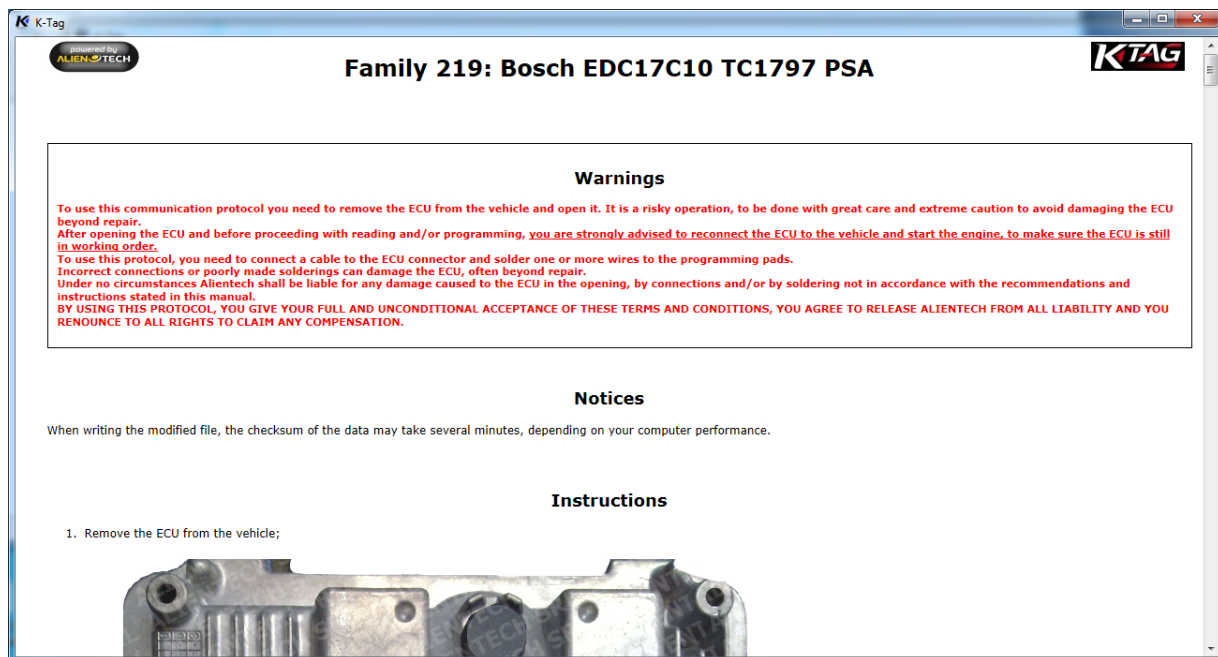 K-Tag
powered by
ALIENTECH
KTAG
Family 219: Bosch EDC17C10 TC1797 PSA
Warnings
To use this communication protocol you need to remove the ECU from the vehicle and open it. It is a risky operation, to be done with great care and extreme caution to avoid damaging the ECU
beyond repair.
After opening the ECU and before proceeding with reading and/or programming, you are strongly advised to reconnect the ECU to the vehicle and start the engine, to make sure the ECU is still
in working order.
To use this protocol, you need to connect a cable to the ECU connector and solder one or more wires to the programming pads.
Incorrect connections or poorly made solderings can damage the ECU, often beyond repair.
Under no circumstances Alientech shall be liable for any damage caused to the ECU in the opening, by connections and/or by soldering not in accordance with the recommendations and
instructions stated in this manual.
BY USING THIS PROTOCOL, YOU GIVE YOUR FULL AND UNCONDITIONAL ACCEPTANCE OF THESE TERMS AND CONDITIONS, YOU AGREE TO RELEASE ALIENTECH FROM ALL LIABILITY AND YOU
RENOUNCE TO ALL RIGHTS TO CLAIM ANY COMPENSATION.
Notices
When writing the modified file, the checksum of the data may take several minutes, depending on your computer performance.
Instructions
1. Remove the ECU from the vehicle;